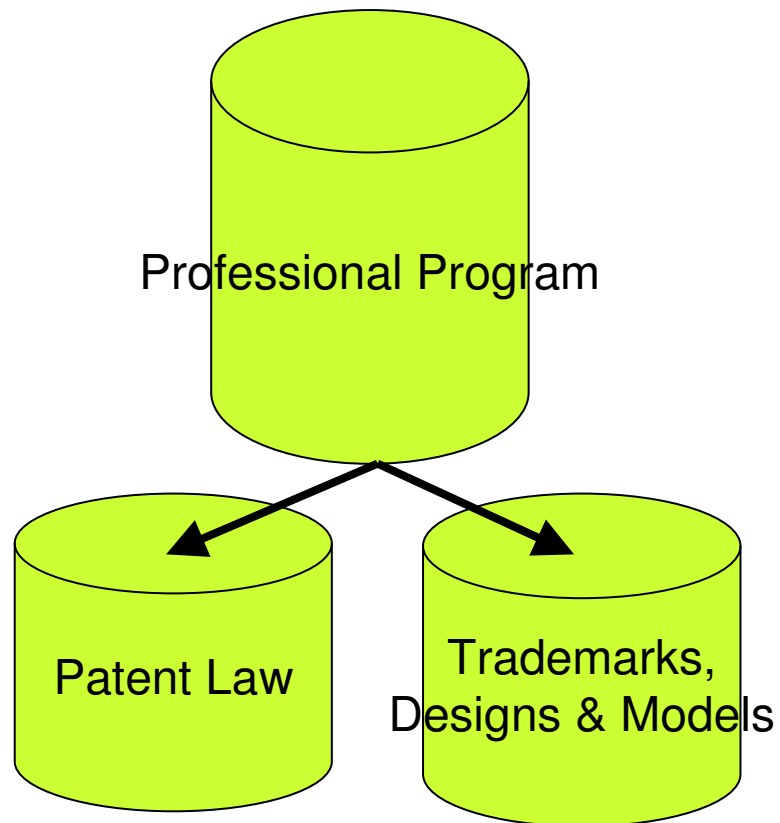 Professional Program
Patent Law
Trademarks,
Designs & Models